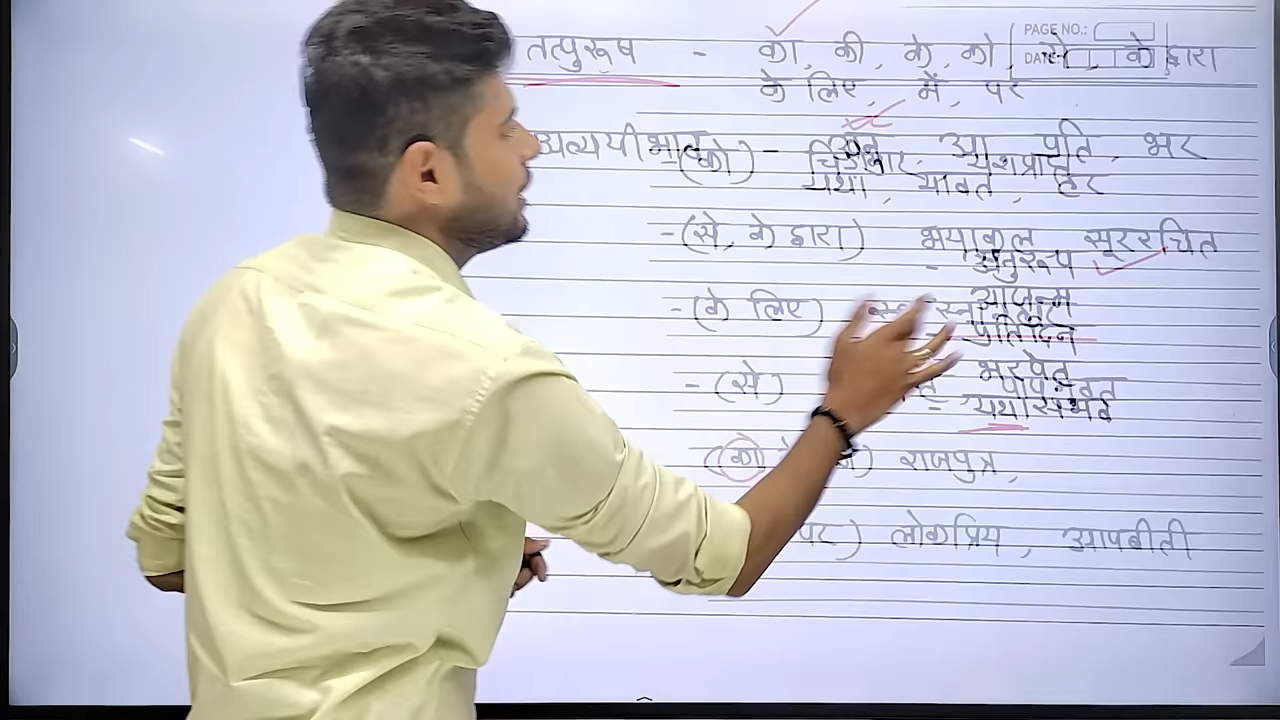 PAGE NO.:
तत्पुरूष - का, की, के, को, से, के द्वारा
DATE:
के लिए, में, पर
अव्ययीभाव - अनु, आ, प्रति, भर
(को)
यथा, यावत, हर
- (से, के द्वारा) भयाकुल सूररचित
- अनुरूप
- (के लिए)
आजन्म
प्रतिदिन
भरपेट
- (से)
- यथासंभव
(का) राजपुत्र,
पर) लोकप्रिय, आपबीती